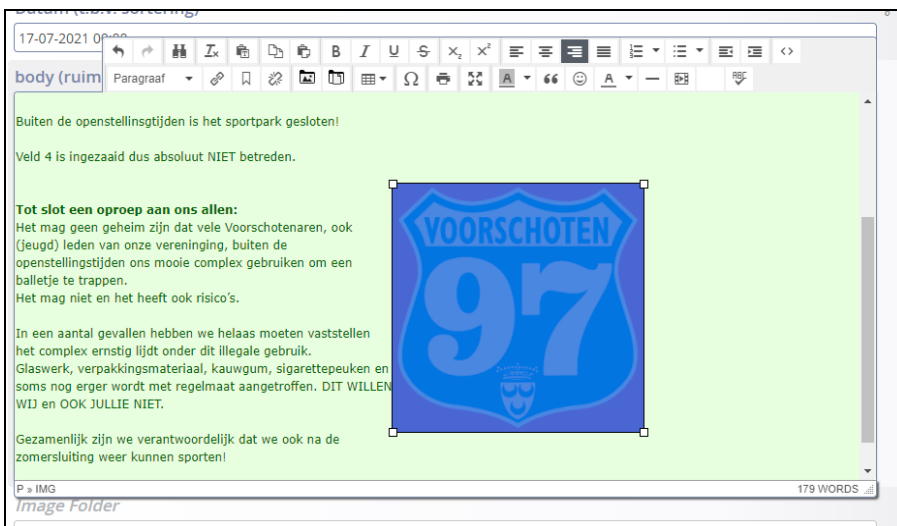 Datum (t.b.v. sortering)
17-07-2021
body (ruim
Paragraaf
Buiten de openstellinsgtijden is het sportpark gesloten!
Veld 4 is ingezaaid dus absoluut NIET betreden.
Tot slot een oproep aan ons allen:
Het mag geen geheim zijn dat vele Voorschotenaren, ook
(jeugd) leden van onze vereninging, buiten de
openstellingstijden ons mooie complex gebruiken om een
balletje te trappen.
Het mag niet en het heeft ook risico’s.
In een aantal gevallen hebben we helaas moeten vaststellen
het complex ernstig lijdt onder dit illegale gebruik.
Glaswerk, verpakkingsmateriaal, kauwgum, sigarettepeuken en
soms nog erger wordt met regelmaat aangetroffen. DIT WILLEN
WIJ en OOK JULLIE NIET.
Gezamenlijk zijn we verantwoordelijk dat we ook na de
zomersluiting weer kunnen sporten!
VOORSCHOTEN
97
P » IMG
179 WORDS
Image Folder